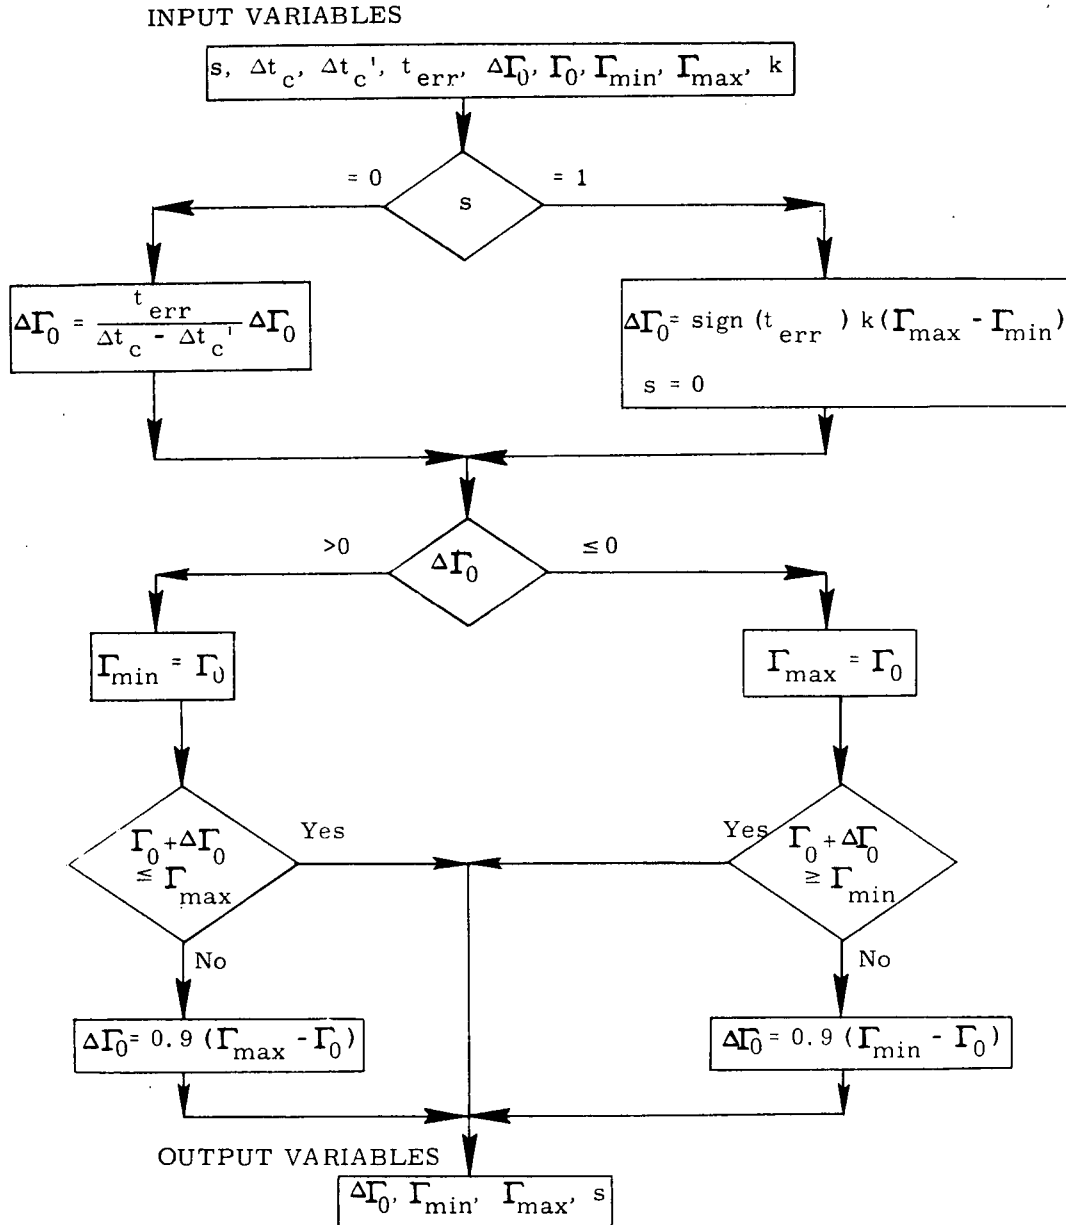 INPUT VARIABLES
s, Δt_c, Δt_c', t_err, ΔΓ_0, Γ_0, Γ_min, Γ_max, k
= 0
= 1
s
ΔΓ_0 = t_err / (Δt_c - Δt_c') ΔΓ_0
ΔΓ_0 = sign (t_err) k (Γ_max - Γ_min)
s = 0
>0
≤ 0
ΔΓ_0
Γ_min = Γ_0
Γ_max = Γ_0
Γ_0 + ΔΓ_0
≤ Γ_max
Yes
Yes
Γ_0 + ΔΓ_0
≥ Γ_min
No
No
ΔΓ_0 = 0.9 (Γ_max - Γ_0)
ΔΓ_0 = 0.9 (Γ_min - Γ_0)
OUTPUT VARIABLES
ΔΓ_0, Γ_min, Γ_max, s